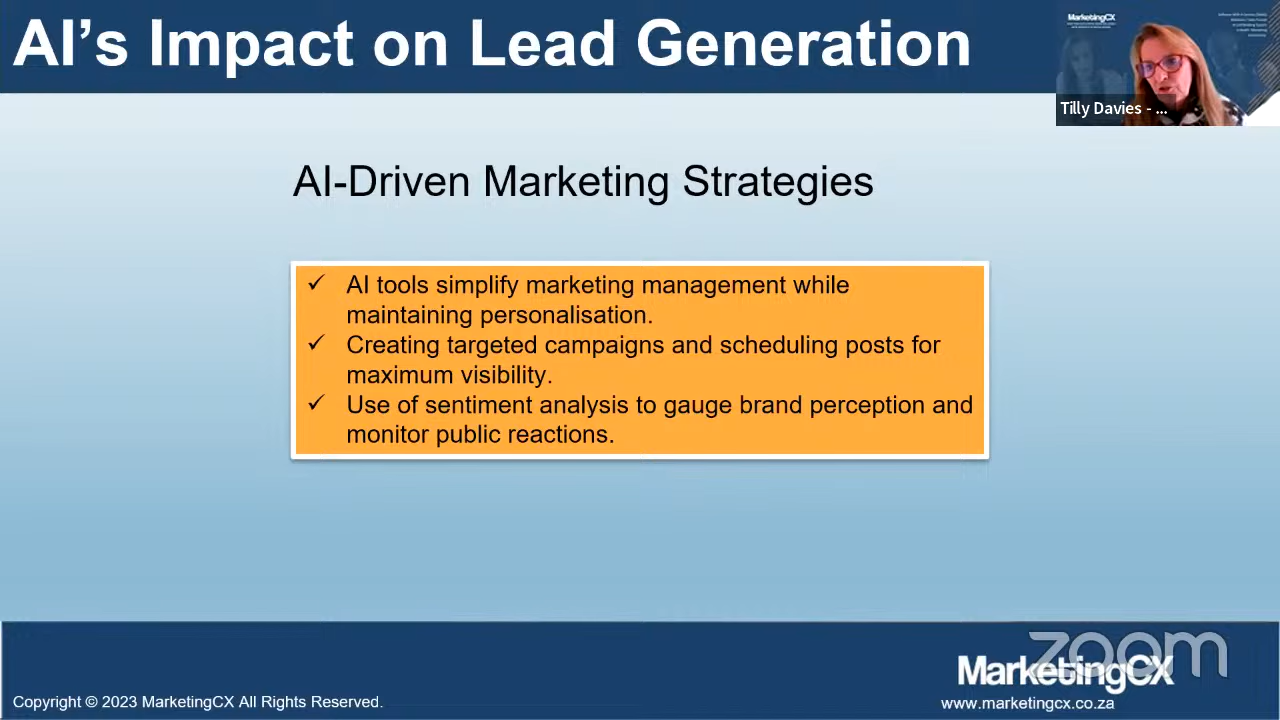 AI's Impact on Lead Generation
MarketingCX
Tilly Davies - ...
AI-Driven Marketing Strategies
✓ AI tools simplify marketing management while
maintaining personalisation.
✓ Creating targeted campaigns and scheduling posts for
maximum visibility.
✓ Use of sentiment analysis to gauge brand perception and
monitor public reactions.
zoom
MarketingCX
www.marketingcx.co.za
Copyright © 2023 MarketingCX All Rights Reserved.